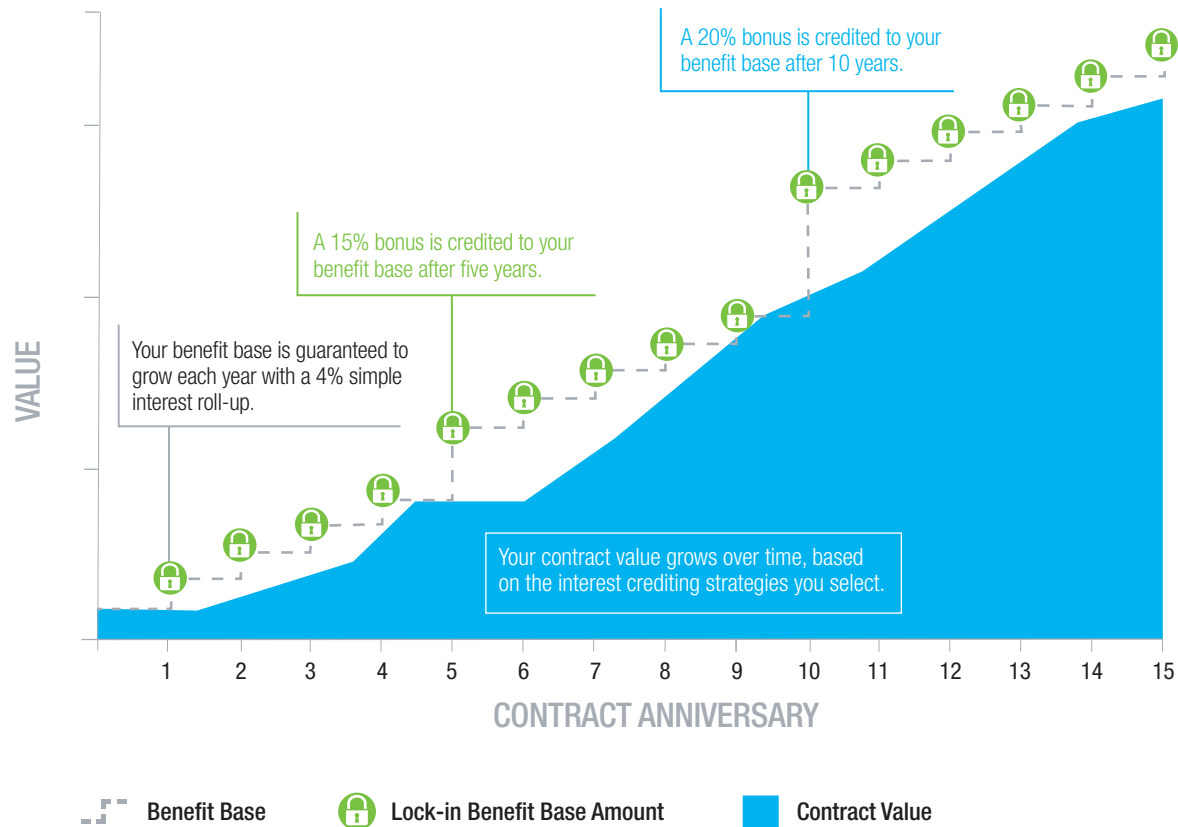 A 20% bonus is credited to your
benefit base after 10 years.
A 15% bonus is credited to your
benefit base after five years.
Your benefit base is guaranteed to
grow each year with a 4% simple
interest roll-up.
VALUE
Your contract value grows over time, based
on the interest crediting strategies you select.
1 2 3 4 5 6 7 8 9 10 11 12 13 14 15
CONTRACT ANNIVERSARY
Benefit Base Lock-in Benefit Base Amount Contract Value